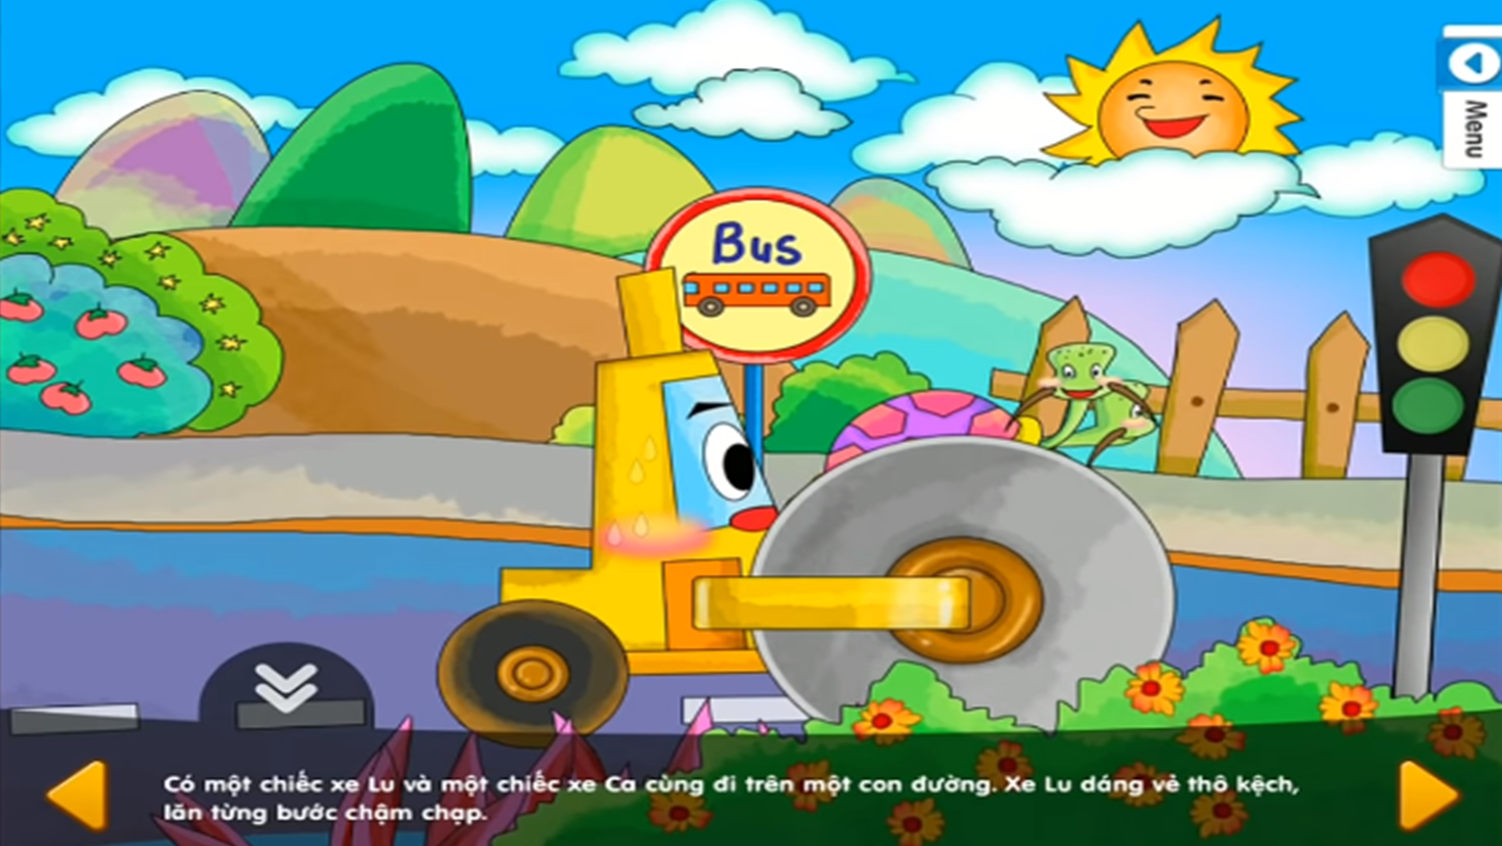 Menu
Bus
Có một chiếc xe Lu và một chiếc xe Ca cùng đi trên một con đường. Xe Lu dáng vẻ thô kệch,
lăn từng bước chậm chạp.